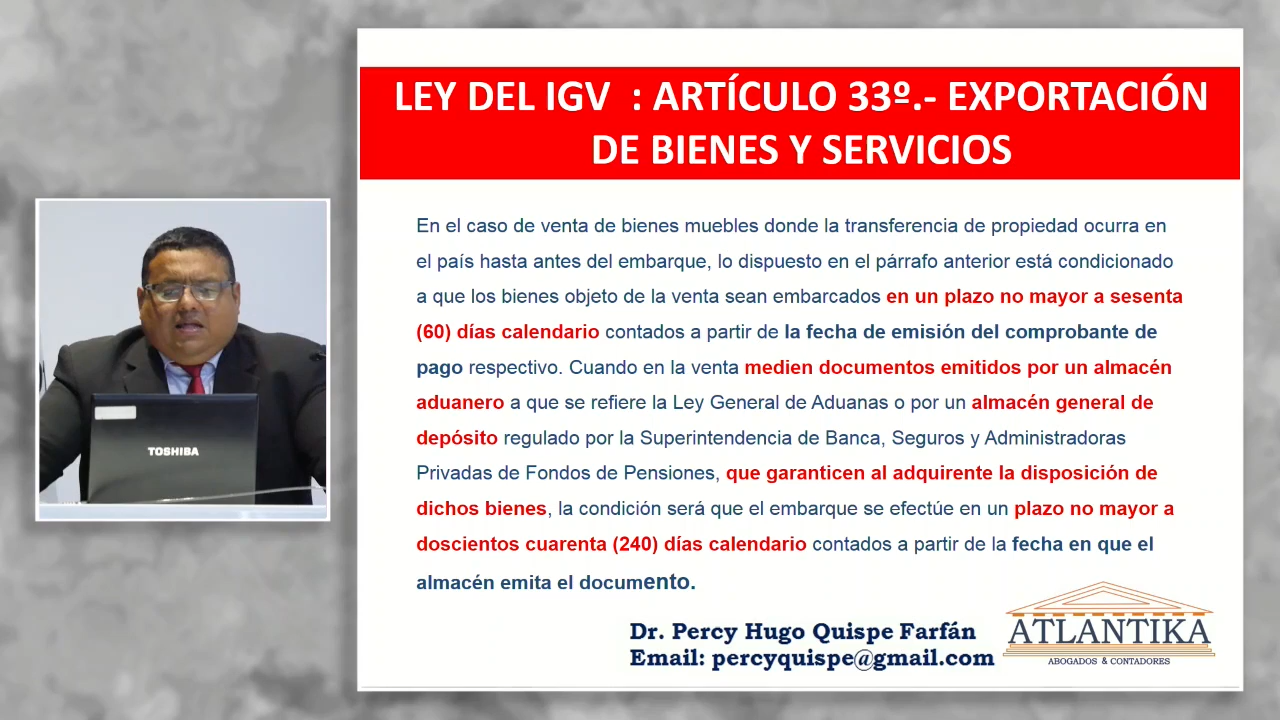 LEY DEL IGV : ARTÍCULO 33º.- EXPORTACIÓN
DE BIENES Y SERVICIOS
En el caso de venta de bienes muebles donde la transferencia de propiedad ocurra en
el país hasta antes del embarque, lo dispuesto en el párrafo anterior está condicionado
a que los bienes objeto de la venta sean embarcados en un plazo no mayor a sesenta
(60) días calendario contados a partir de la fecha de emisión del comprobante de
pago respectivo. Cuando en la venta medien documentos emitidos por un almacén
aduanero a que se refiere la Ley General de Aduanas o por un almacén general de
depósito regulado por la Superintendencia de Banca, Seguros y Administradoras
Privadas de Fondos de Pensiones, que garanticen al adquirente la disposición de
dichos bienes, la condición será que el embarque se efectúe en un plazo no mayor a
doscientos cuarenta (240) días calendario contados a partir de la fecha en que el
almacén emita el documento.
Dr. Percy Hugo Quispe Farfán
Email: percyquispe@gmail.com
ATLANTIKA
ABOGADOS & CONTADORES
TOSHIBA